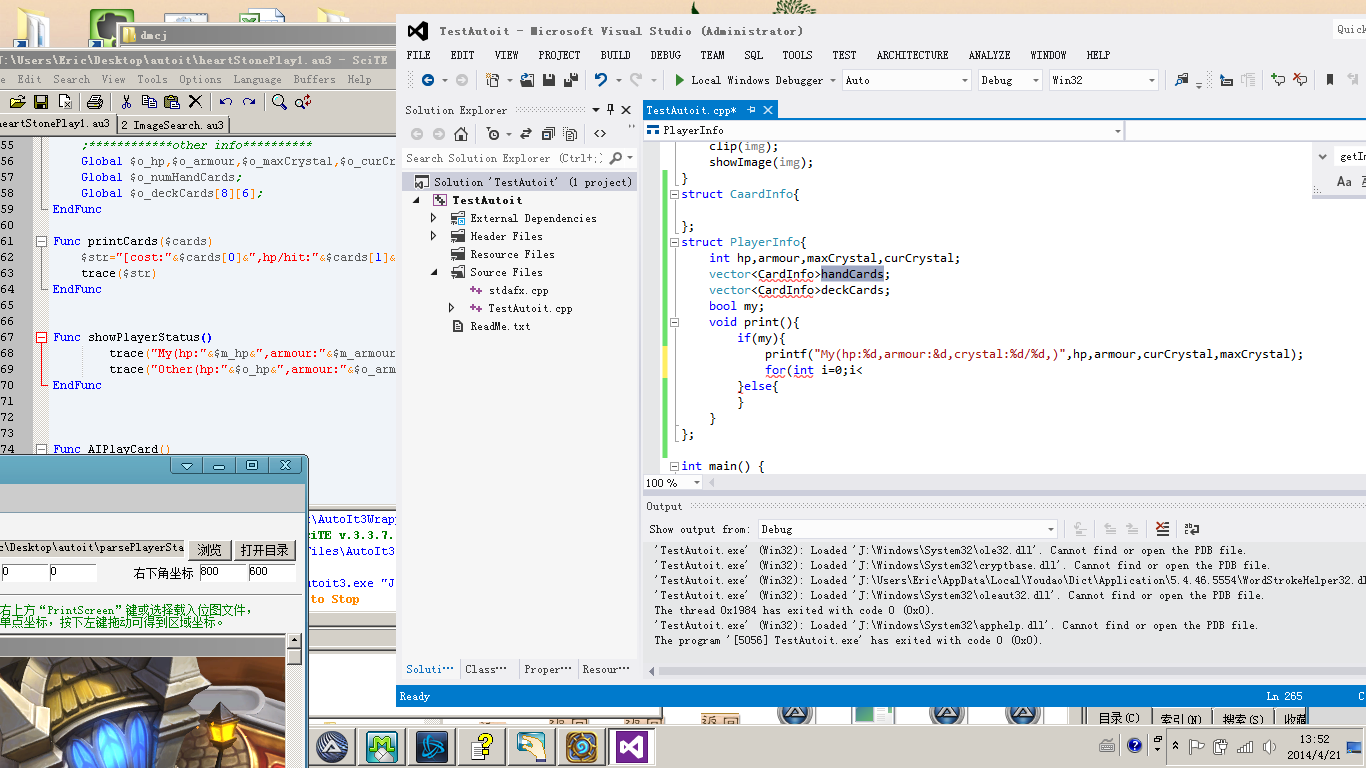 dmcj
T:\Users\Eric\Desktop\autoit\heartStonePlay1.au3 - SciTE
Edit Search View Tools Options Language Buffers Help
heartStonePlay1.au3 2 ImageSearch.au3
55 ;************other info**********
56 Global $o_hp,$o_armour,$o_maxCrystal,$o_curCr
57 Global $o_numHandCards;
58 Global $o_deckCards[8][6];
59 EndFunc
60
61 Func printCards($cards)
62 $str="[cost:"&$cards[0]&",hp/hit:"&$cards[1]&
63 trace($str)
64 EndFunc
65
66
67 Func showPlayerStatus()
68 trace("My(hp:"&$m_hp&",armour:"&$m_armour
69 trace("Other(hp:"&$o_hp&",armour:"&$o_arm
70 EndFunc
71
72
73
74 Func AIPlayCard()
:\AutoIt3Wrapp
SciTE v.3.3.7.
Files\AutoIt3
utoit3.exe "J
to Stop
c\Desktop\autoit\parsePlayerSta 浏览 打开目录
0 0 右下角坐标 800 600
右上方“PrintScreen”键或选择载入位图文件,
单点坐标，按下左键拖动可得到区域坐标。
TestAutoit - Microsoft Visual Studio (Administrator)
Quick
FILE EDIT VIEW PROJECT BUILD DEBUG TEAM SQL TOOLS TEST ARCHITECTURE ANALYZE WINDOW HELP
Local Windows Debugger Auto Debug Win32
Solution Explorer
Search Solution Explorer (Ctrl+;)
Solution 'TestAutoit' (1 project)
TestAutoit
External Dependencies
Header Files
Resource Files
Source Files
stdafx.cpp
TestAutoit.cpp
ReadMe.txt
Soluti··· Class··· Proper··· Resour···
TestAutoit.cpp*
PlayerInfo
getIn
Aa
clip(img);
showImage(img);
}
struct CaardInfo{
};
struct PlayerInfo{
int hp,armour,maxCrystal,curCrystal;
vector<CardInfo>handCards;
vector<CardInfo>deckCards;
bool my;
void print(){
if(my){
printf("My(hp:%d,armour:&d,crystal:%d/%d,)",hp,armour,curCrystal,maxCrystal);
for(int i=0;i<
}else{
}
}
};
int main() {
100 %
Output
Show output from: Debug
'TestAutoit.exe' (Win32): Loaded 'J:\Windows\System32\ole32.dll'. Cannot find or open the PDB file.
'TestAutoit.exe' (Win32): Loaded 'J:\Windows\System32\cryptbase.dll'. Cannot find or open the PDB file.
'TestAutoit.exe' (Win32): Loaded 'J:\Users\Eric\AppData\Local\Youdao\Dict\Application\5.4.46.5554\WordStrokeHelper32.dl
'TestAutoit.exe' (Win32): Loaded 'J:\Windows\System32\oleaut32.dll'. Cannot find or open the PDB file.
The thread 0x1984 has exited with code 0 (0x0).
'TestAutoit.exe' (Win32): Loaded 'J:\Windows\System32\apphelp.dll'. Cannot find or open the PDB file.
The program '[5056] TestAutoit.exe' has exited with code 0 (0x0).
Ready Ln 265
目录(C) 索引(N) 搜索(S) 收藏
13:52
2014/4/21